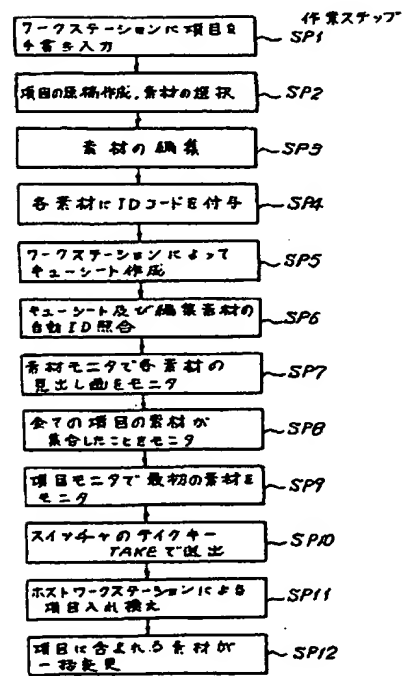 作業ステップ
ワークステーションに項目を
手書き入力
SP1
項目の原稿作成,素材の選択
SP2
素材の編集
SP3
各素材にIDコードを付与
SP4
ワークステーションによって
キューシート作成
SP5
キューシート及び編集素材の
自動ID照合
SP6
素材モニタで各素材の
見出し画をモニタ
SP7
全ての項目の素材が
集合したことをモニタ
SP8
項目モニタで最初の素材を
モニタ
SP9
スイッチャのテイクキー
TAKEで送出
SP10
ホストワークステーションによる
項目入れ換え
SP11
項目に含まれる素材が
一括変更
SP12